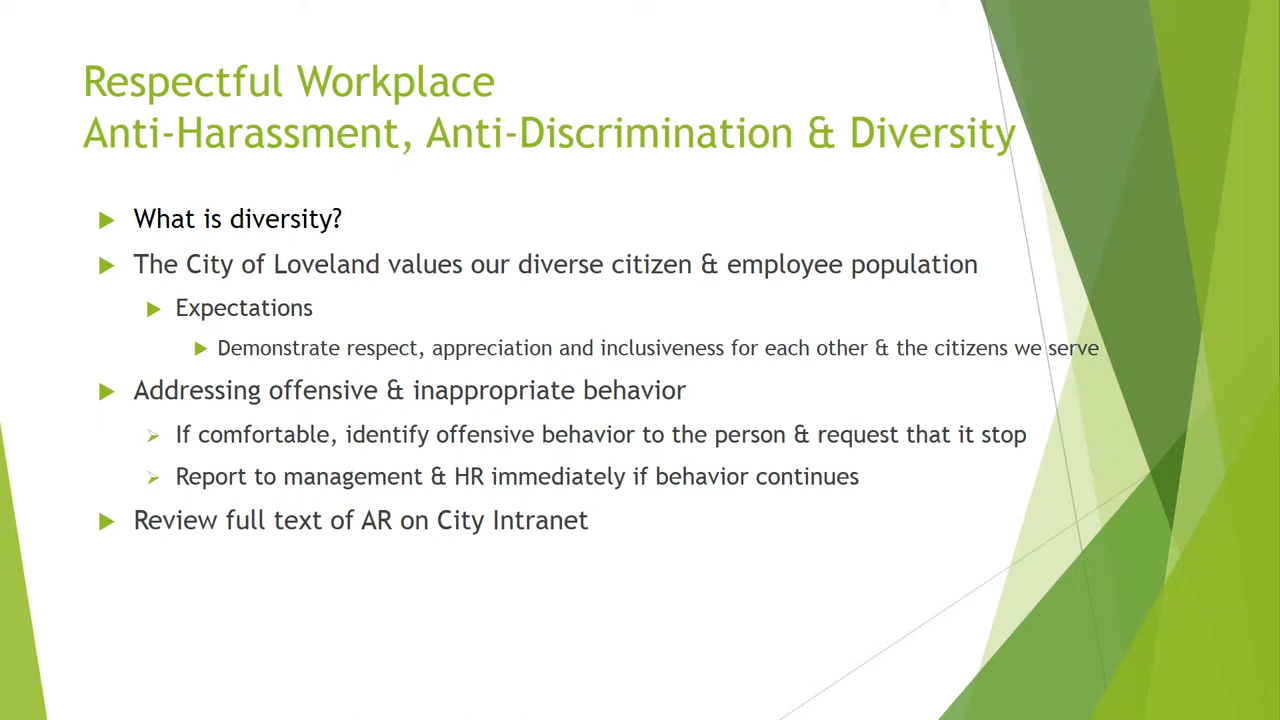 Respectful Workplace
Anti-Harassment, Anti-Discrimination & Diversity
What is diversity?
The City of Loveland values our diverse citizen & employee population
Expectations
Demonstrate respect, appreciation and inclusiveness for each other & the citizens we serve
Addressing offensive & inappropriate behavior
If comfortable, identify offensive behavior to the person & request that it stop
Report to management & HR immediately if behavior continues
Review full text of AR on City Intranet